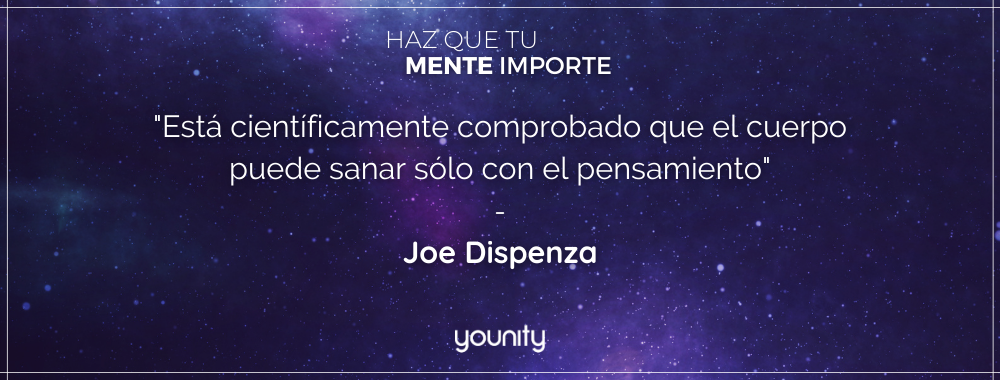 HAZ QUE TU
MENTE IMPORTE
"Está científicamente comprobado que el cuerpo
puede sanar sólo con el pensamiento"
-
Joe Dispenza
younity